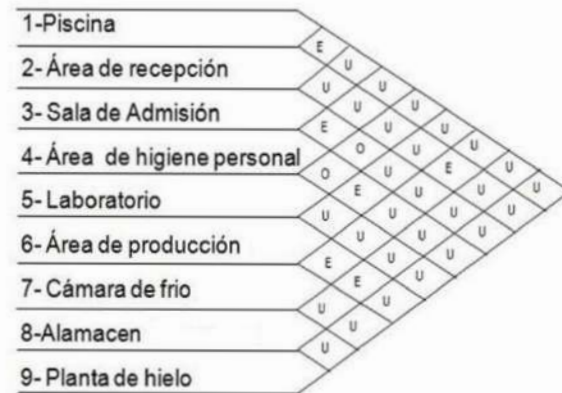 1-Piscina
E
2- Área de recepción U
U U
3- Sala de Admisión U U
E U U
4- Área de higiene personal O U U
O U E U
5- Laboratorio E U U U
U U U U
6- Área de producción U U U
E U U
7- Cámara de frio E U
U U
8-Alamacen U
U
9- Planta de hielo